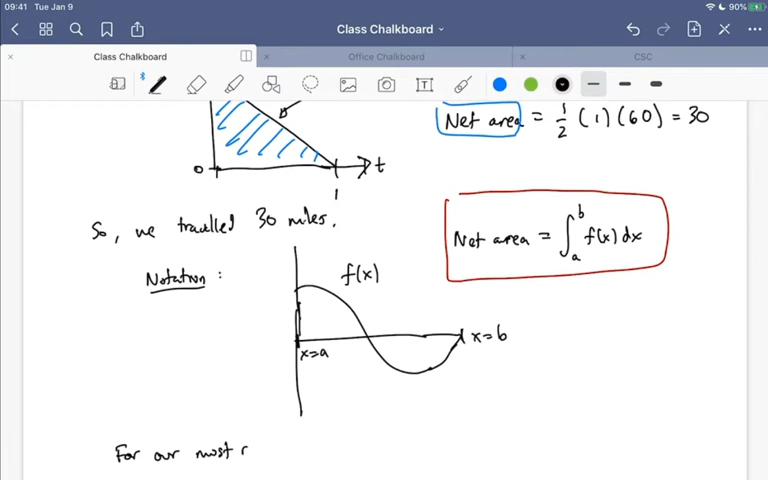 09:41 Tue Jan 9
90%
Class Chalkboard
Class Chalkboard
Office Chalkboard
CSC
T
Net area = 1/2 (1)(60) = 30
0
1
t
So, we travelled 30 miles.
Net area = ∫_a^b f(x) dx
Notation :
f(x)
x=a
x=b
For our most r